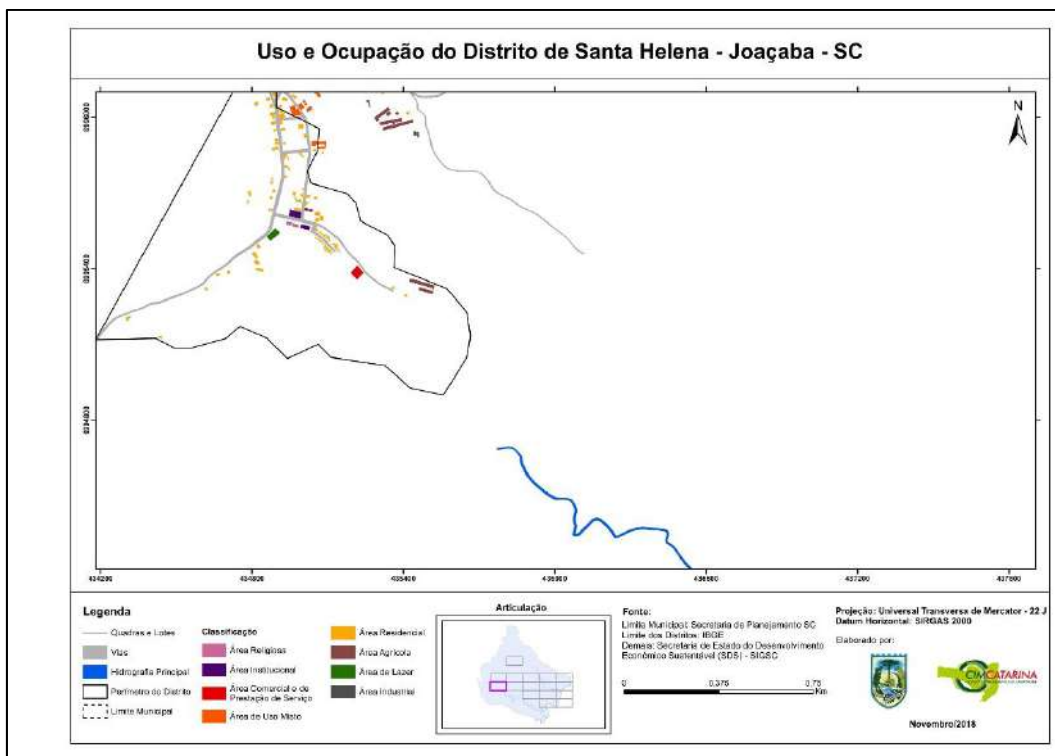 Uso e Ocupação do Distrito de Santa Helena - Joaçaba - SC
N
434200
435400
437200
Legenda
Quadras e Lotes
Vias
Hidrografia Principal
Perímetro do Distrito
Limite Municipal
Classificação
Área Religiosa
Área Institucional
Área Comercial e de
Prestação de Serviço
Área de Uso Misto
Área Residencial
Área Agrícola
Área de Lazer
Área Industrial
Articulação
Fonte:
Limite Municipal: Secretaria de Planejamento SC
Limite dos Distritos: IBGE
Demais: Secretaria de Estado do Desenvolvimento
Econômico Sustentável (SDS) - SIGSC
0 0,375 0,75
Km
Projeção: Universal Transversa de Mercator - 22 J
Datum Horizontal: SIRGAS 2000
Elaborado por:
CIMCATARINA
Novembro/2018